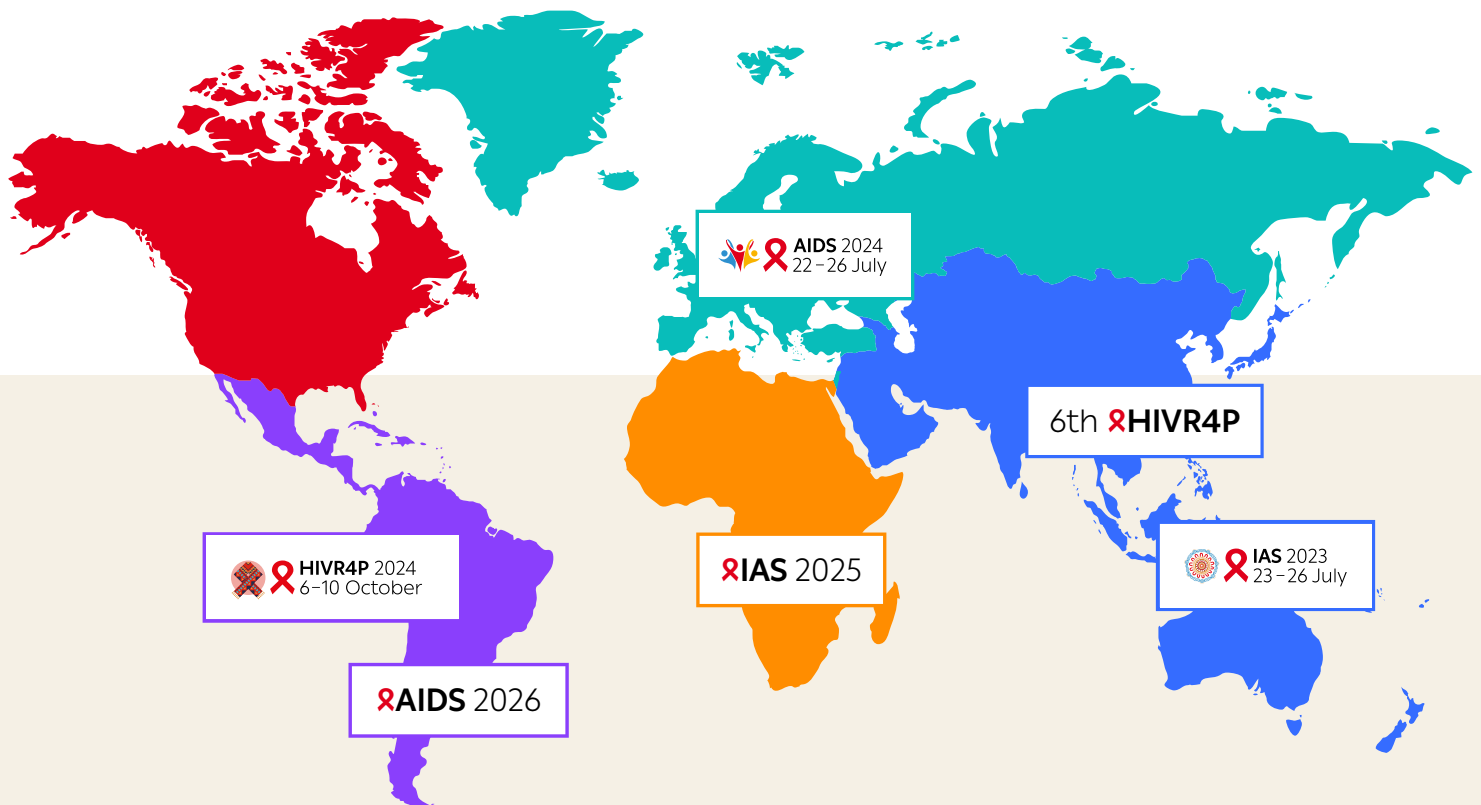 AIDS 2024
22–26 July
6th HIVR4P
HIVR4P 2024
6–10 October
IAS 2025
IAS 2023
23–26 July
AIDS 2026